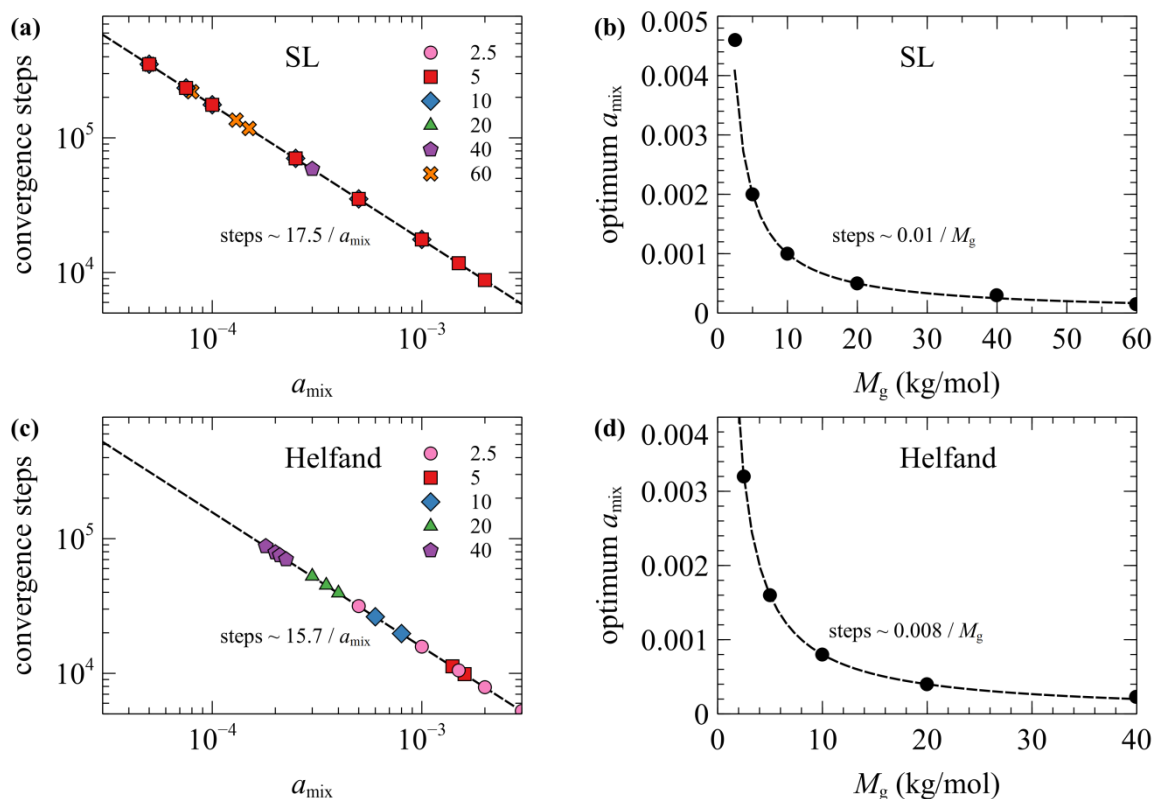 (a)
SL
convergence steps
10^5
10^4
2.5
5
10
20
40
60
steps ~ 17.5 / a_mix
10^−4
10^−3
a_mix
(b)
SL
optimum a_mix
0.005
0.004
0.003
0.002
0.001
0
steps ~ 0.01 / M_g
0
10
20
30
40
50
60
M_g (kg/mol)
(c)
Helfand
convergence steps
10^5
10^4
2.5
5
10
20
40
steps ~ 15.7 / a_mix
10^−4
10^−3
a_mix
(d)
Helfand
optimum a_mix
0.004
0.003
0.002
0.001
0
steps ~ 0.008 / M_g
0
10
20
30
40
M_g (kg/mol)